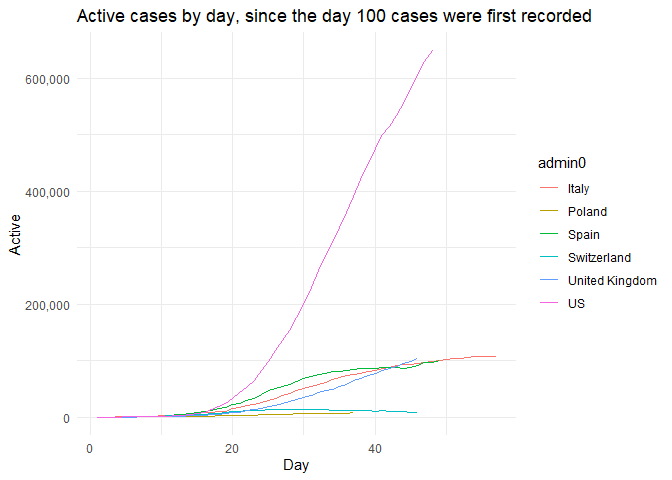 Active cases by day, since the day 100 cases were first recorded
600,000
400,000
200,000
0
Active
0 20 40
Day
admin0
Italy
Poland
Spain
Switzerland
United Kingdom
US